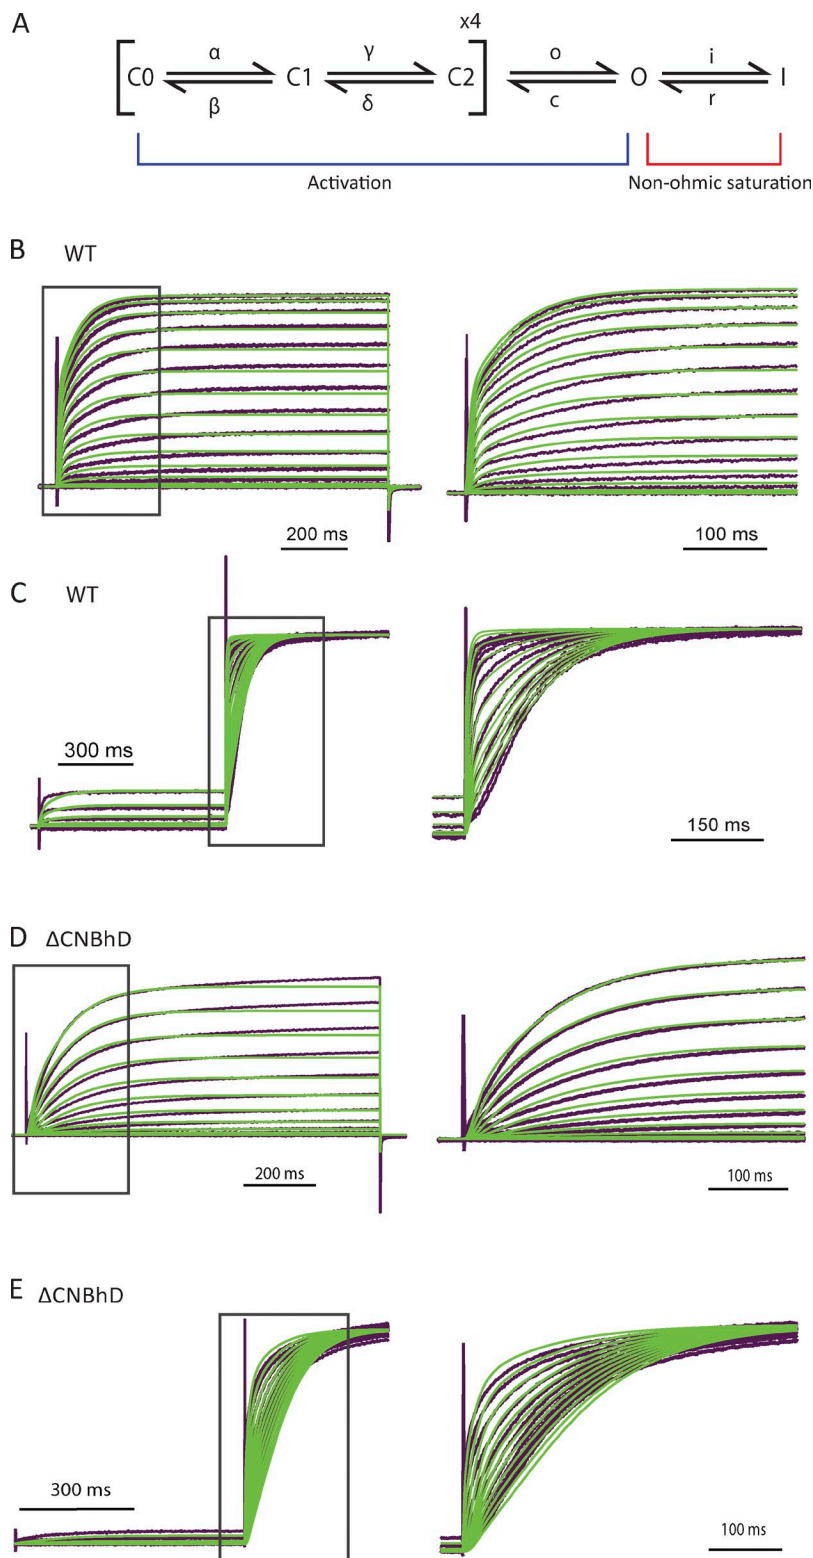 A
x4
α
γ
o
i
C0
C1
C2
O
I
β
δ
c
r
Activation
Non-ohmic saturation
B
WT
200 ms
100 ms
C
WT
300 ms
150 ms
D
ΔCNBhD
200 ms
100 ms
E
ΔCNBhD
300 ms
100 ms